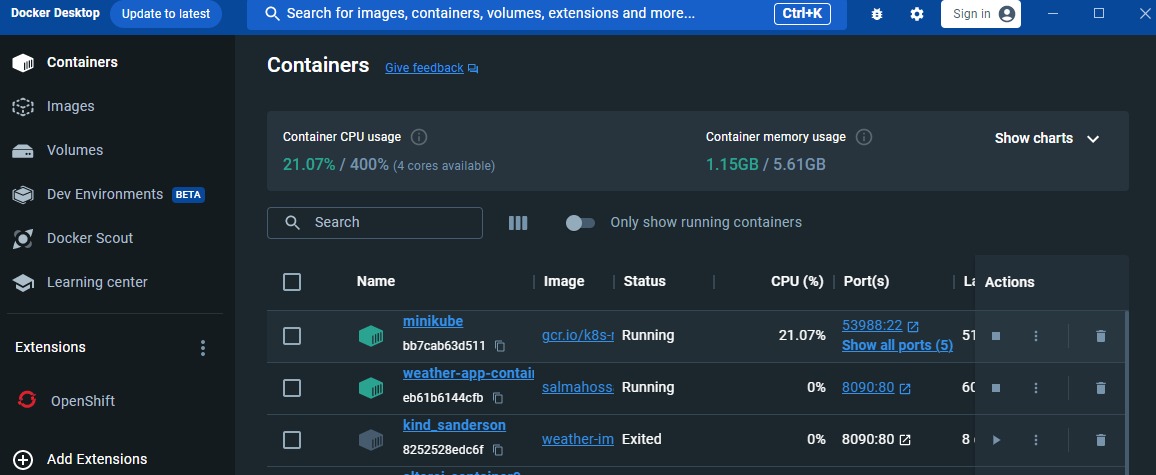 Docker Desktop Update to latest Search for images, containers, volumes, extensions and more... Ctrl+K Sign in
Containers
Images
Volumes
Dev Environments BETA
Docker Scout
Learning center
Extensions
OpenShift
Add Extensions
Containers Give feedback
Container CPU usage
21.07% / 400% (4 cores available)
Container memory usage
1.15GB / 5.61GB
Show charts
Search
Only show running containers
Name Image Status CPU (%) Port(s) La Actions
minikube
bb7cab63d511
gcr.io/k8s-r Running 21.07%
53988:22
Show all ports (5)
51
weather-app-contai
eb61b6144cfb
salmahoss Running 0% 8090:80 60
kind_sanderson
8252528edc6f
weather-im Exited 0% 8090:80 8